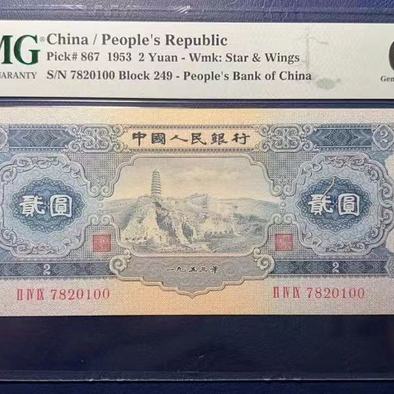 MG China / People's Republic
GUARANTY Pick# 867 1953 2 Yuan - Wmk: Star & Wings
S/N 7820100 Block 249 - People's Bank of China
Gen
中國人民銀行
2
貳圓 貳圓
2 2
一九五三年
II IV IX 7820100 II IV IX 7820100